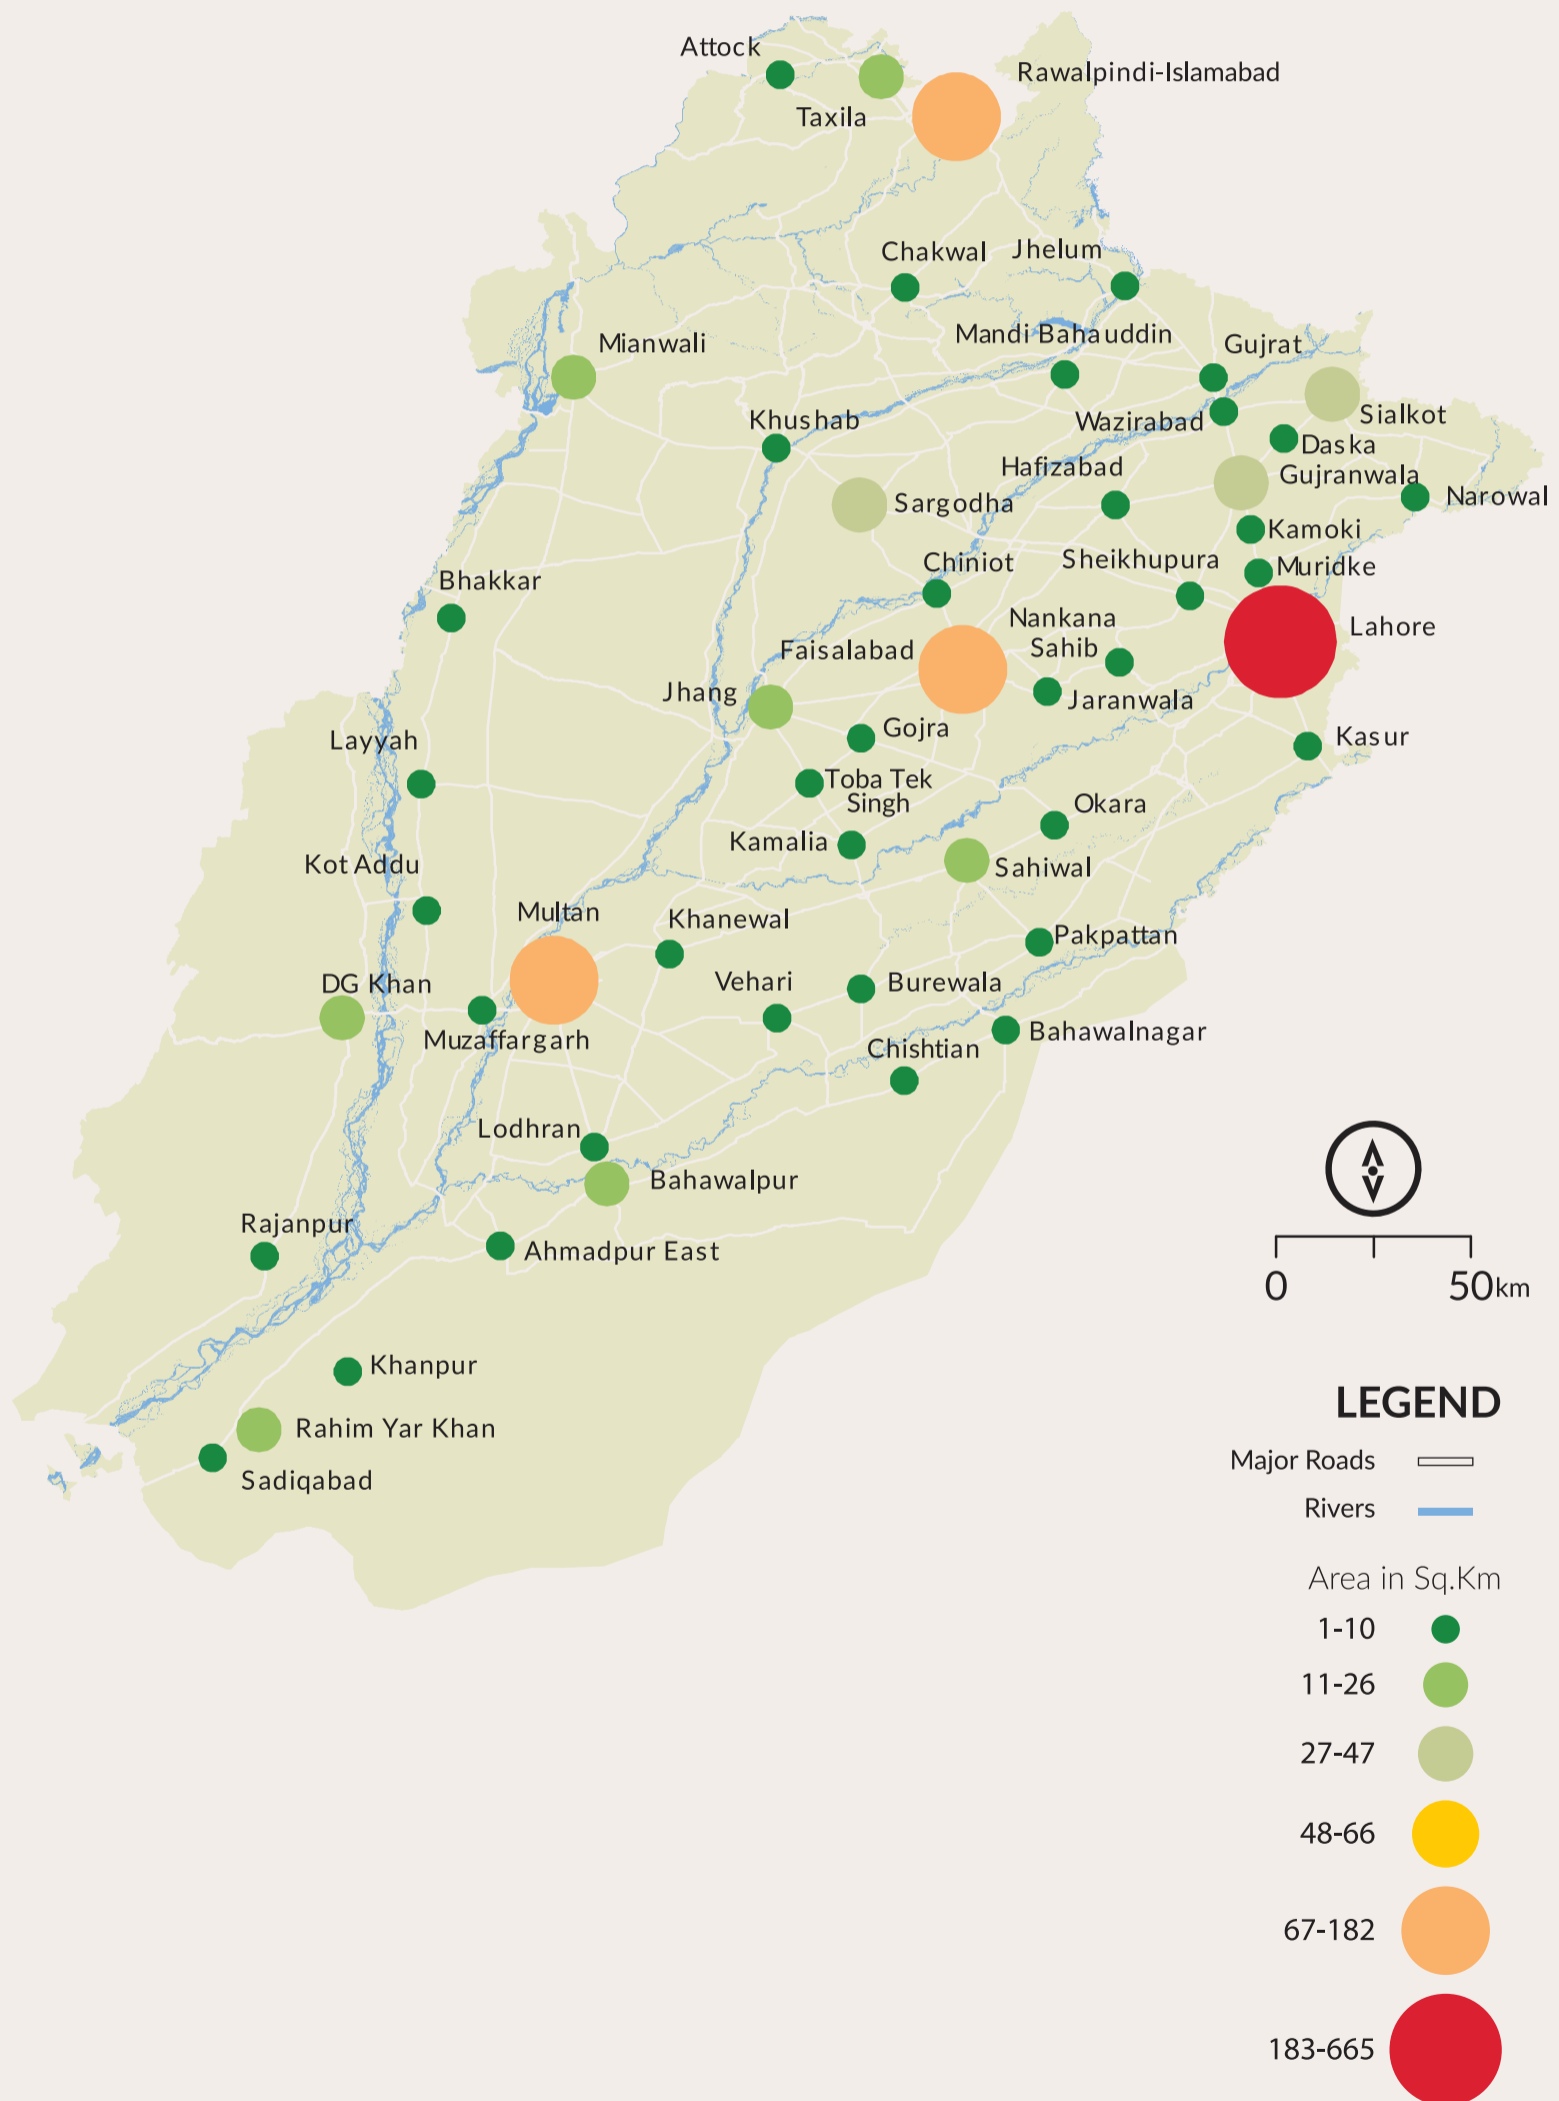 Attock
Rawalpindi-Islamabad
Taxila
Chakwal
Jhelum
Mandi Bahauddin
Gujrat
Mianwali
Khushab
Wazirabad
Sialkot
Daska
Hafizabad
Gujranwala
Narowal
Sargodha
Kamoki
Chiniot
Sheikhupura
Muridke
Bhakkar
Nankana
Sahib
Lahore
Faisalabad
Jhang
Jaranwala
Gojra
Kasur
Layyah
Toba Tek
Singh
Okara
Kamalia
Kot Addu
Sahiwal
Multan
Khanewal
Pakpattan
DG Khan
Vehari
Burewala
Muzaffargarh
Bahawalnagar
Chishtian
Lodhran
Bahawalpur
Rajanpur
Ahmadpur East
0 50km
Khanpur
Rahim Yar Khan
Sadiqabad
LEGEND
Major Roads
Rivers
Area in Sq.Km
1-10
11-26
27-47
48-66
67-182
183-665